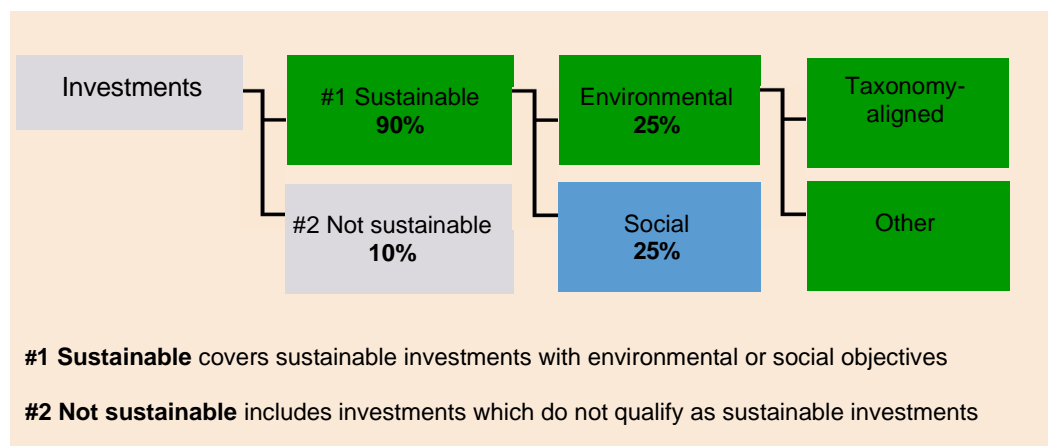 Investments
#1 Sustainable
90%
Environmental
25%
Taxonomy-
aligned
#2 Not sustainable
10%
Social
25%
Other
#1 Sustainable covers sustainable investments with environmental or social objectives
#2 Not sustainable includes investments which do not qualify as sustainable investments